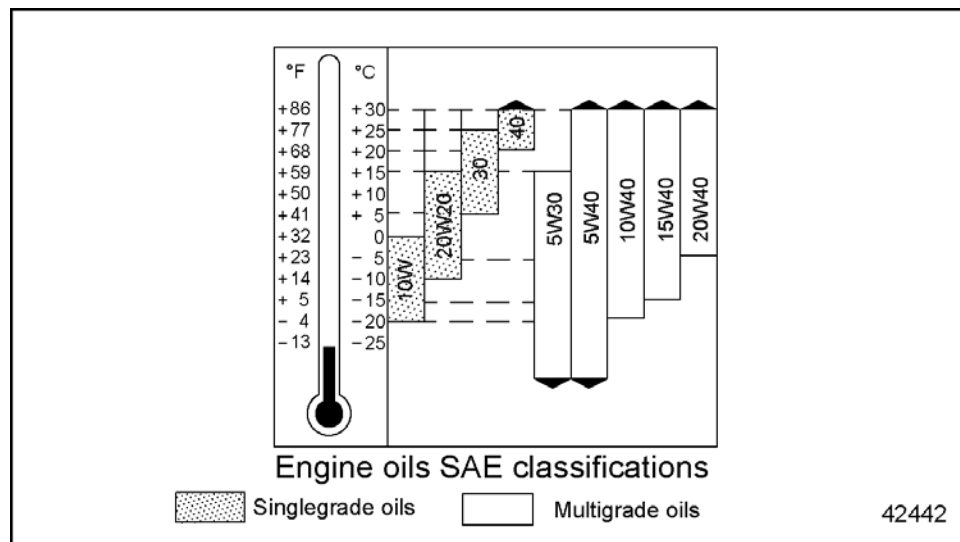 °F °C
+86 +30
+77 +25
+68 +20
+59 +15
+50 +10
+41 + 5
+32 0
+23 − 5
+14 −10
+ 5 −15
− 4 −20
−13 −25
10W
20W20
30
40
5W30
5W40
10W40
15W40
20W40
Engine oils SAE classifications
Singlegrade oils
Multigrade oils
42442